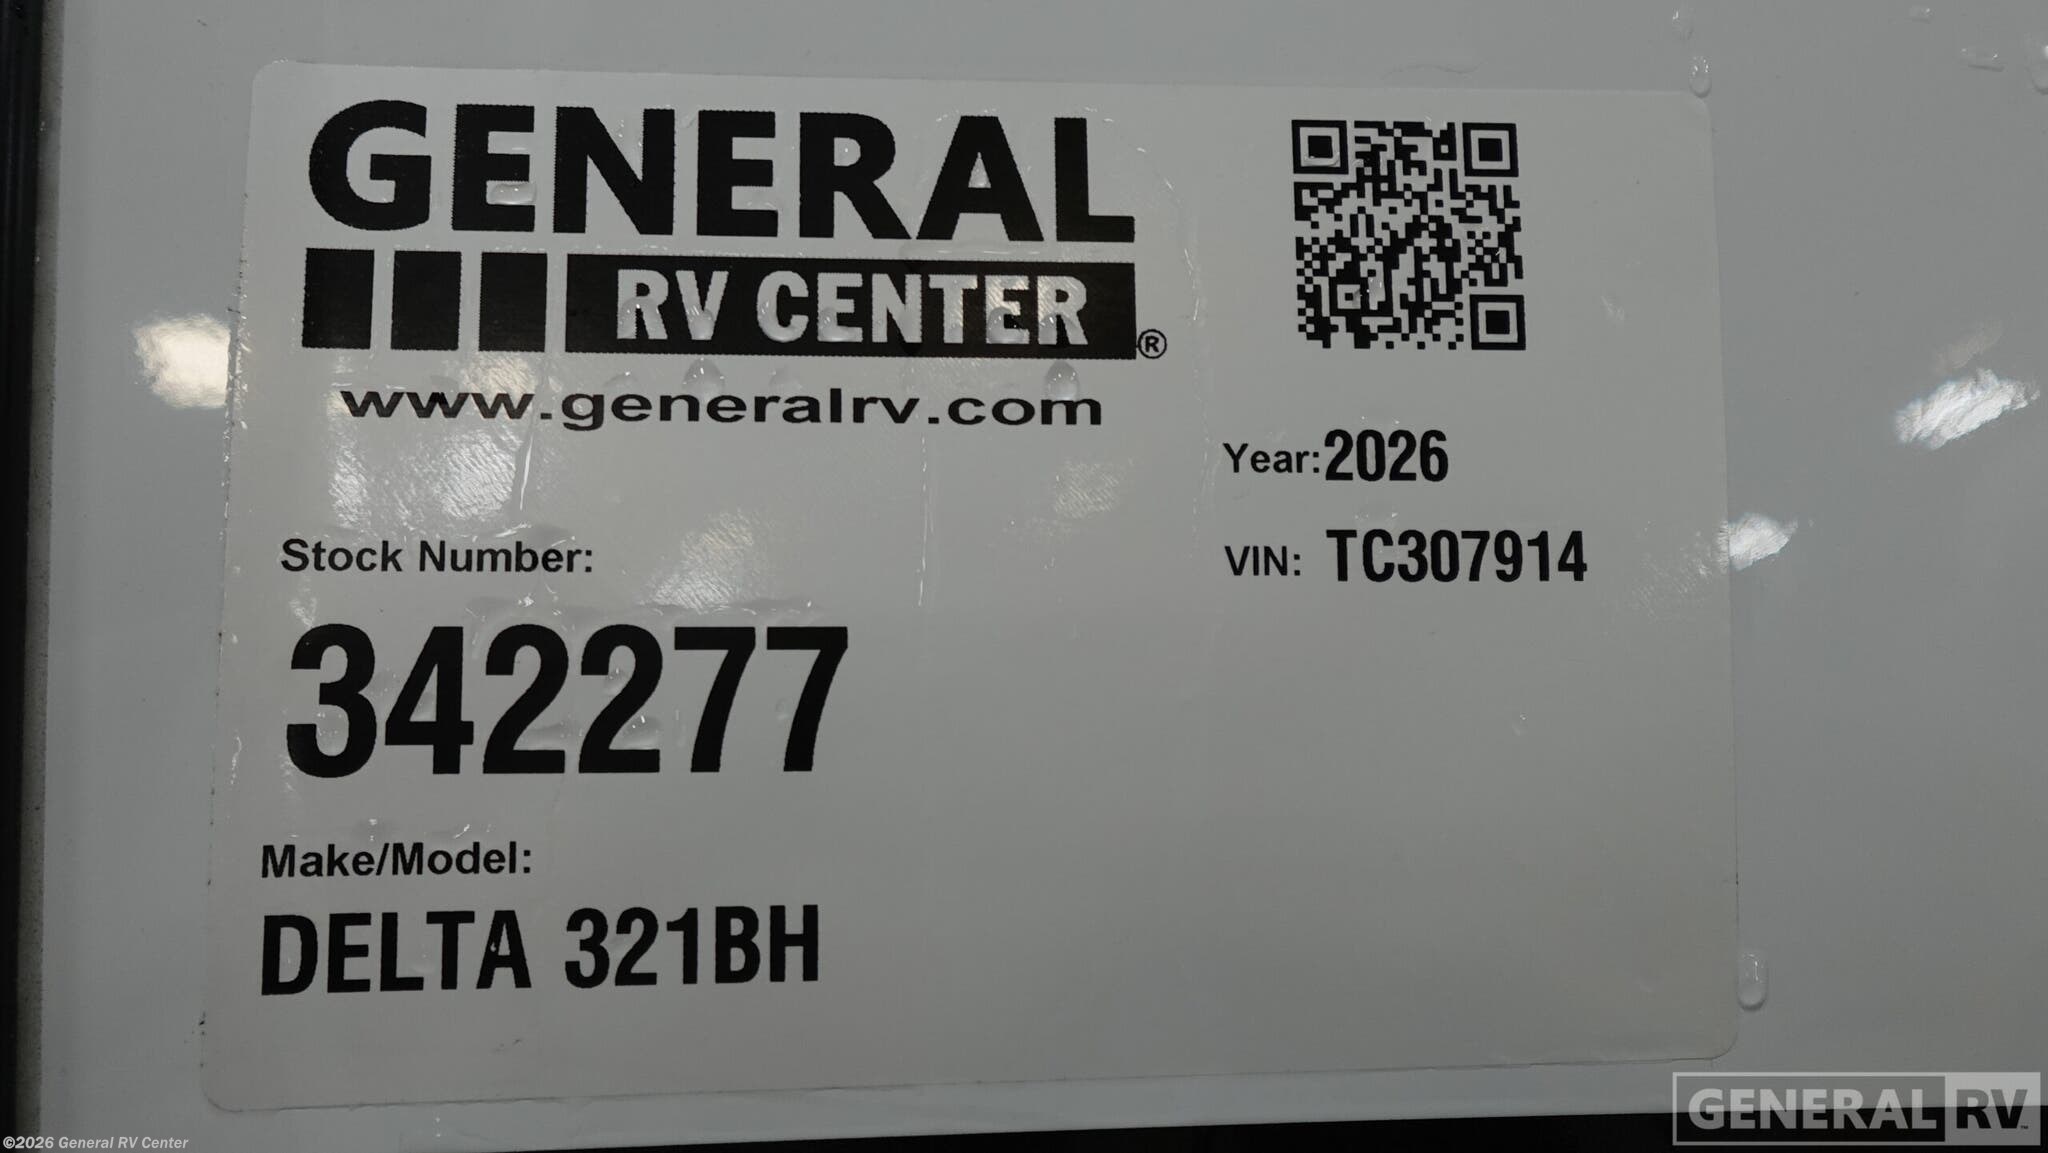 GENERAL
RV CENTER®
www.generalrv.com
Year: 2026
VIN: TC307914
Stock Number:
342277
Make/Model:
DELTA 321BH
©2026 General RV Center
GENERAL RV™